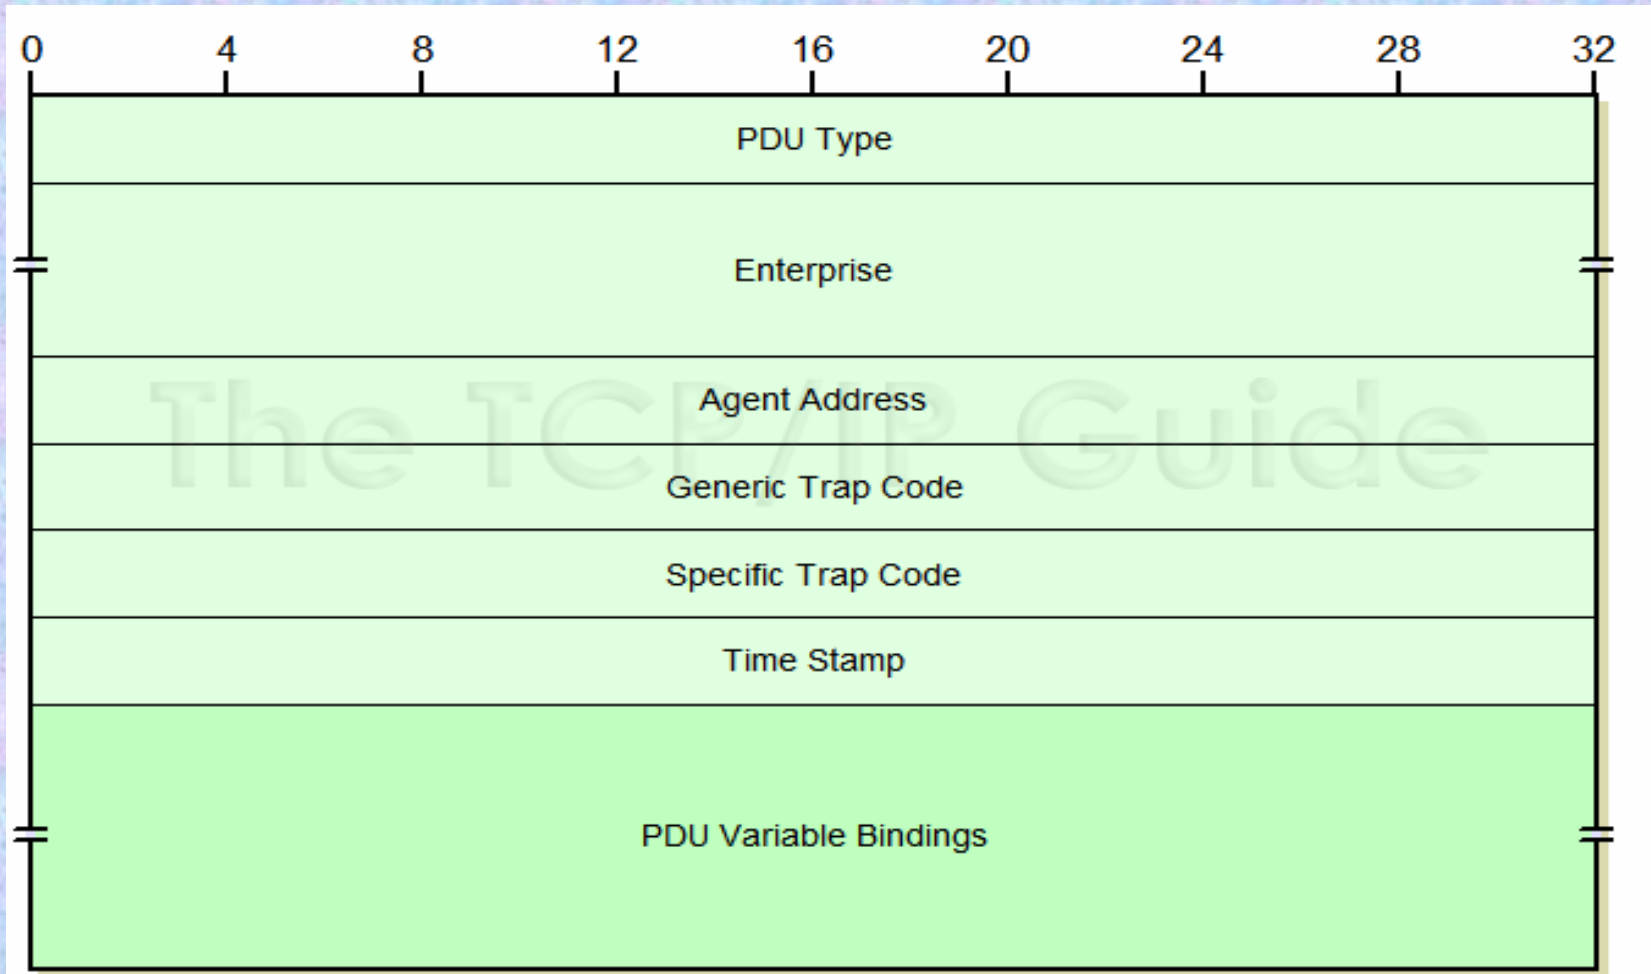 0 4 8 12 16 20 24 28 32
PDU Type
Enterprise
Agent Address
The TCP/IP Guide
Generic Trap Code
Specific Trap Code
Time Stamp
PDU Variable Bindings